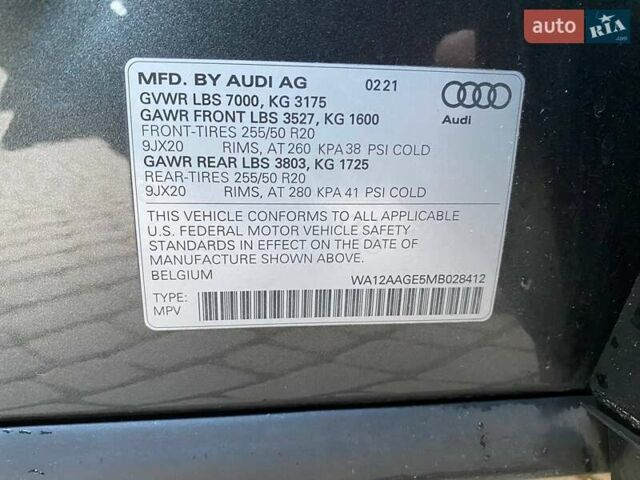 auto RIA
.com
MFD. BY AUDI AG 0221
GVWR LBS 7000, KG 3175
GAWR FRONT LBS 3527, KG 1600
FRONT-TIRES 255/50 R20
9JX20 RIMS, AT 260 KPA 38 PSI COLD
GAWR REAR LBS 3803, KG 1725
REAR-TIRES 255/50 R20
9JX20 RIMS, AT 280 KPA 41 PSI COLD
Audi
THIS VEHICLE CONFORMS TO ALL APPLICABLE
U.S. FEDERAL MOTOR VEHICLE SAFETY
STANDARDS IN EFFECT ON THE DATE OF
MANUFACTURE SHOWN ABOVE.
BELGIUM WA12AAGE5MB028412
TYPE:
MPV